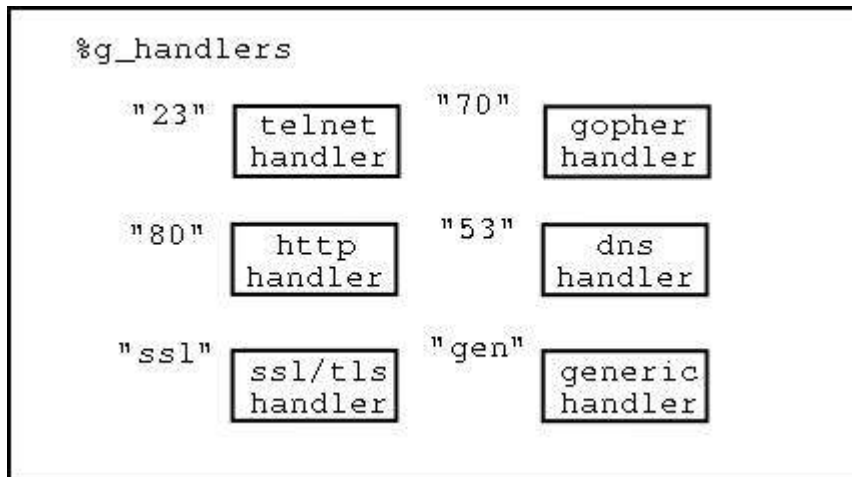 %g_handlers
"23"
telnet
handler
"70"
gopher
handler
"80"
http
handler
"53"
dns
handler
"ssl"
ssl/tls
handler
"gen"
generic
handler